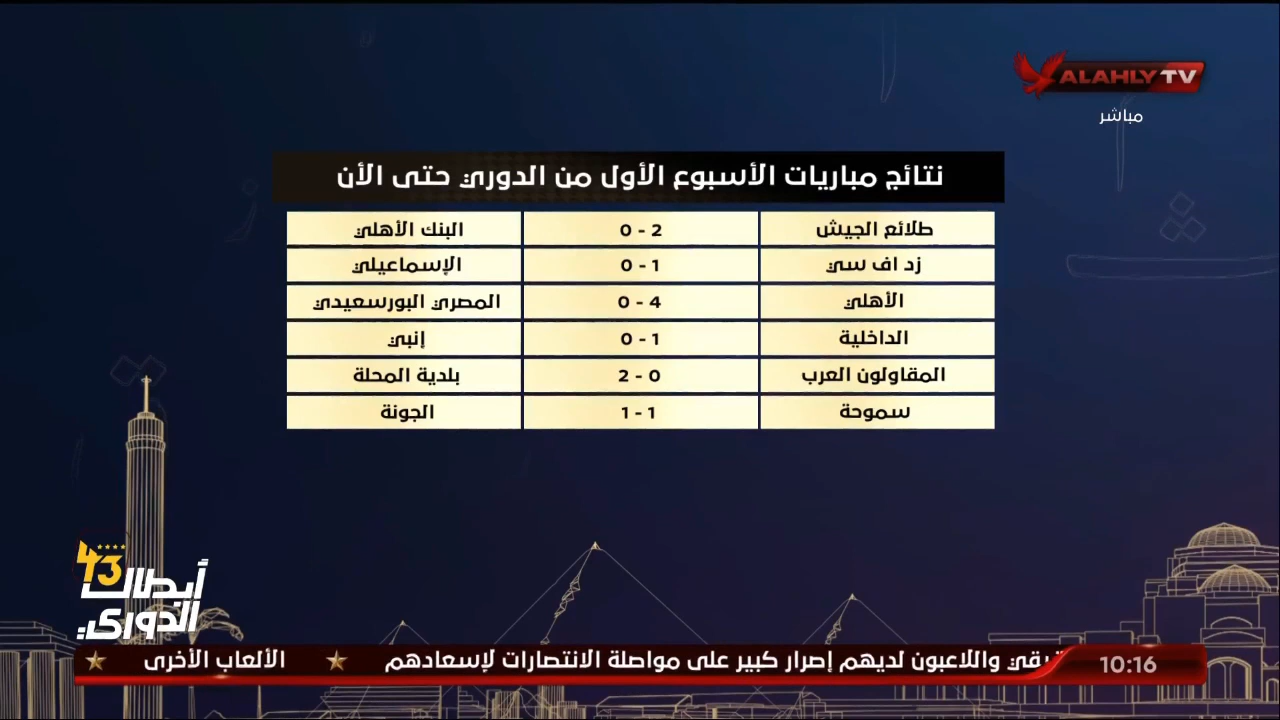 ALAHLY TV
مباشر
نتائج مباريات الأسبوع الأول من الدوري حتى الأن
طلائع الجيش 2 - 0 البنك الأهلي
زد اف سي 1 - 0 الإسماعيلي
الأهلي 4 - 0 المصري البورسعيدي
الداخلية 1 - 0 إنبي
المقاولون العرب 0 - 2 بلدية المحلة
سموحة 1 - 1 الجونة
43
أبطال
الدوري
10:16 واللاعبون لديهم إصرار كبير على مواصلة الانتصارات لإسعادهم الألعاب الأخرى